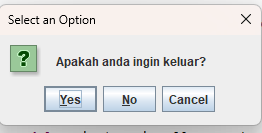 Select an Option
?
Apakah anda ingin keluar?
Yes No Cancel